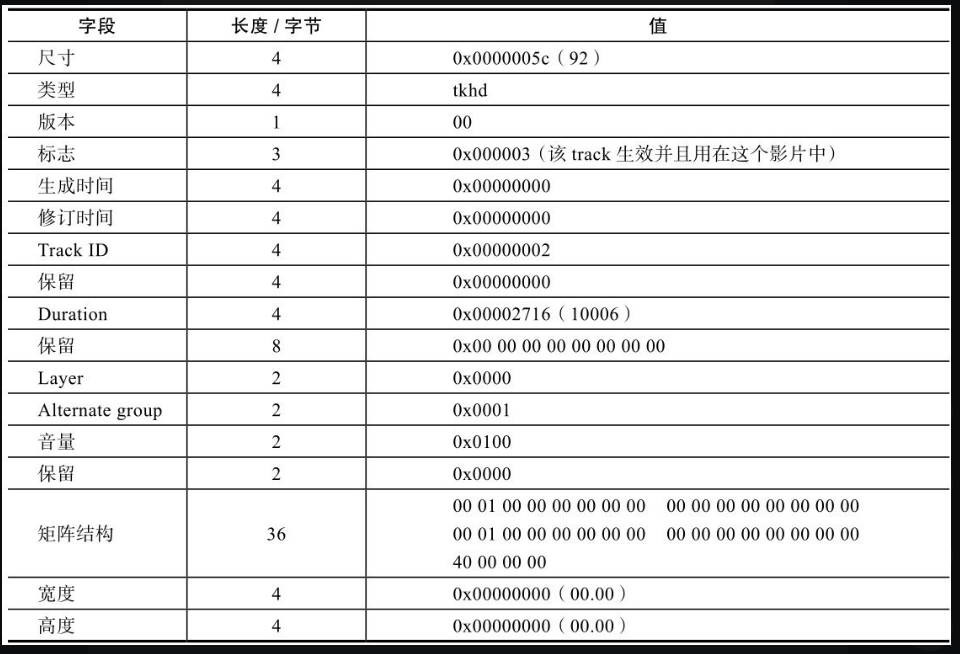 字段 长度 / 字节 值
尺寸 4 0x0000005c（92）
类型 4 tkhd
版本 1 00
标志 3 0x000003（该 track 生效并且用在这个影片中）
生成时间 4 0x00000000
修订时间 4 0x00000000
Track ID 4 0x00000002
保留 4 0x00000000
Duration 4 0x00002716（10006）
保留 8 0x00 00 00 00 00 00 00 00
Layer 2 0x0000
Alternate group 2 0x0001
音量 2 0x0100
保留 2 0x0000
矩阵结构 36 00 01 00 00 00 00 00 00 00 00 00 00 00 00 00 00
00 01 00 00 00 00 00 00 00 00 00 00 00 00 00 00
40 00 00 00
宽度 4 0x00000000（00.00）
高度 4 0x00000000（00.00）